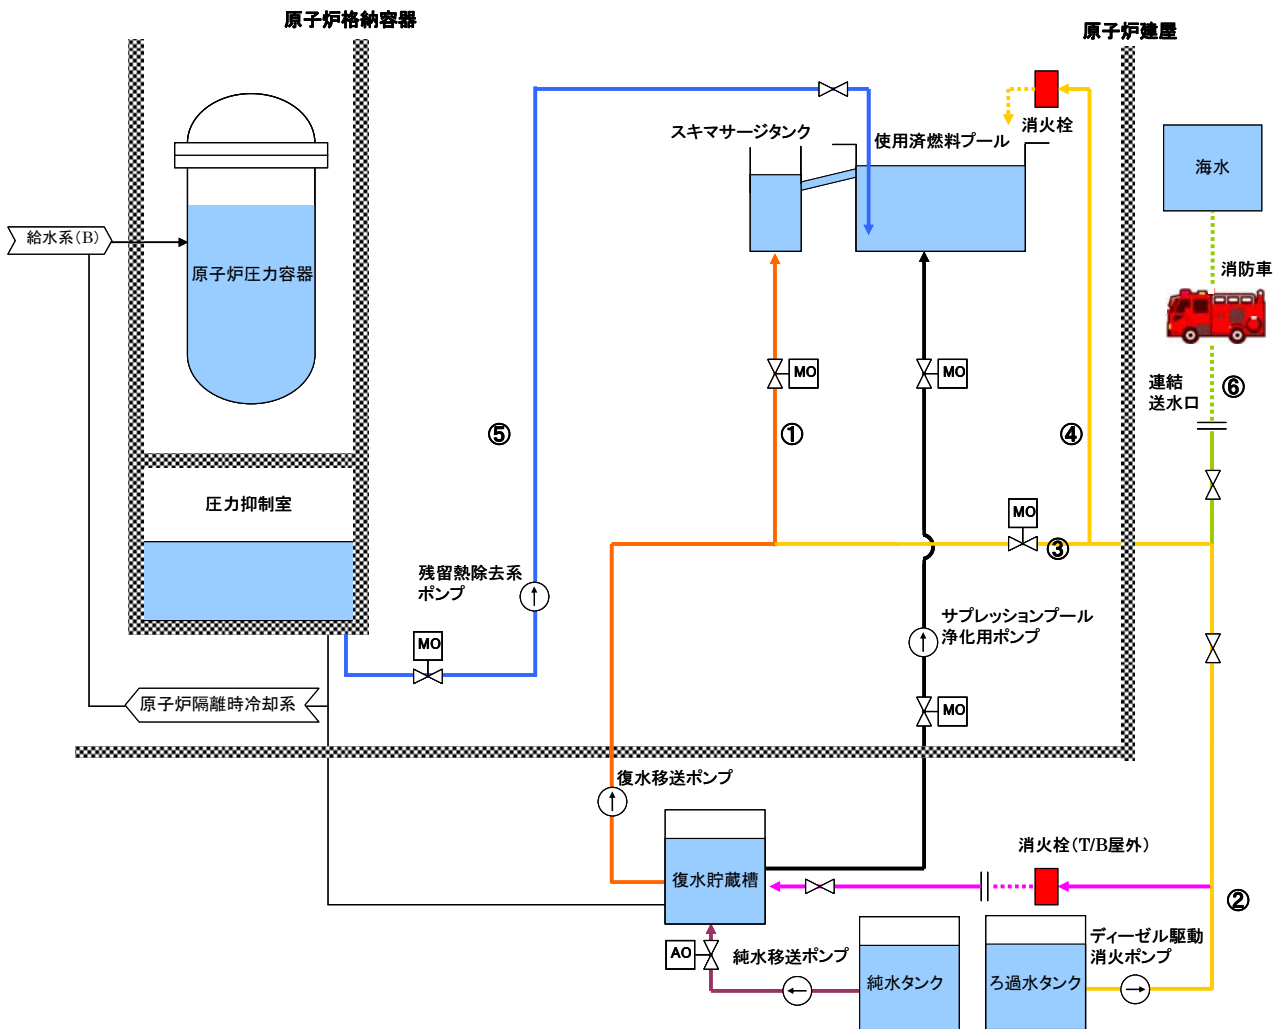 原子炉格納容器
原子炉建屋
消火栓
スキマサージタンク
使用済燃料プール
海水
給水系(B)
原子炉圧力容器
消防車
MO
MO
連結
送水口
⑥
⑤
①
④
圧力抑制室
MO
③
残留熱除去系
ポンプ
サプレッションプール
浄化用ポンプ
MO
原子炉隔離時冷却系
MO
復水移送ポンプ
消火栓(T/B屋外)
復水貯蔵槽
②
AO
純水移送ポンプ
純水タンク
ろ過水タンク
ディーゼル駆動
消火ポンプ